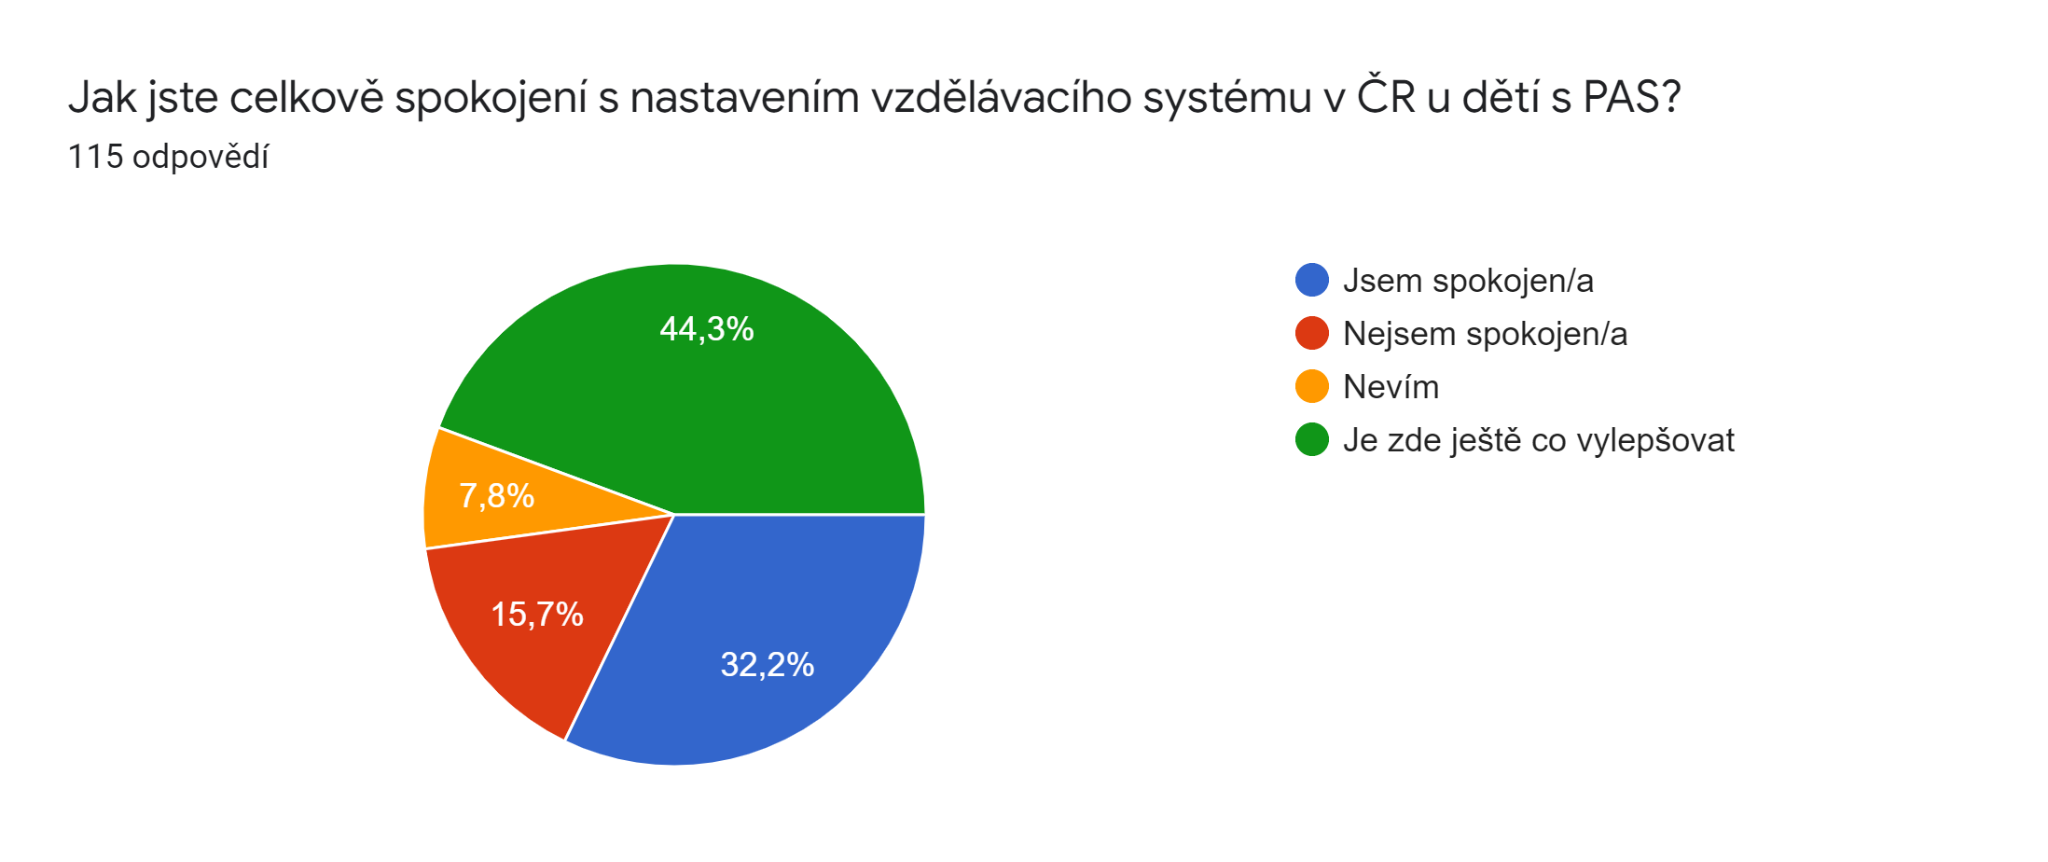 Jak jste celkově spokojení s nastavením vzdělávacího systému v ČR u dětí s PAS?
115 odpovědí
44,3%
7,8%
15,7%
32,2%
Jsem spokojen/a
Nejsem spokojen/a
Nevím
Je zde ještě co vylepšovat